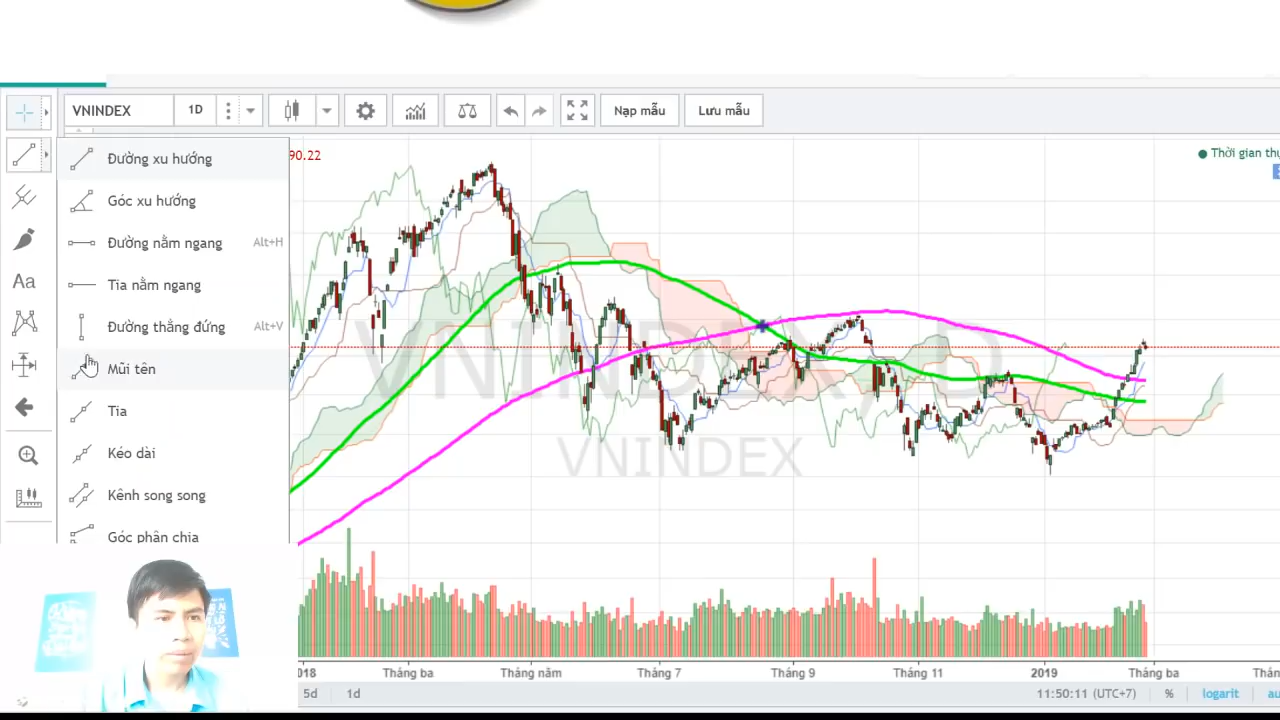 VNINDEX
1D
Nạp mẫu
Lưu mẫu
Đường xu hướng
90.22
Thời gian
Góc xu hướng
Đường nằm ngang Alt+H
Tia nằm ngang
Đường thẳng đứng Alt+V
Mũi tên
Tia
Kéo dài
Kênh song song
Góc phân chia
Aa
VNINDEX, D
VNINDEX
018 Tháng ba Tháng năm Tháng 7 Tháng 9 Tháng 11 2019 Tháng ba
5d 1d 11:50:11 (UTC+7) % logarit